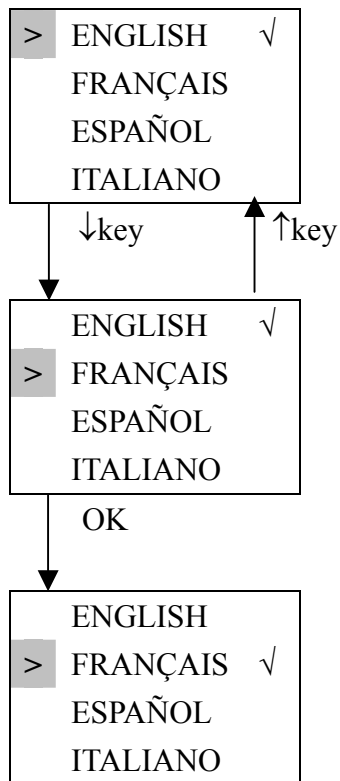 > ENGLISH √
FRANÇAIS
ESPAÑOL
ITALIANO
↓key ↑key
ENGLISH √
> FRANÇAIS
ESPAÑOL
ITALIANO
OK
ENGLISH
> FRANÇAIS √
ESPAÑOL
ITALIANO